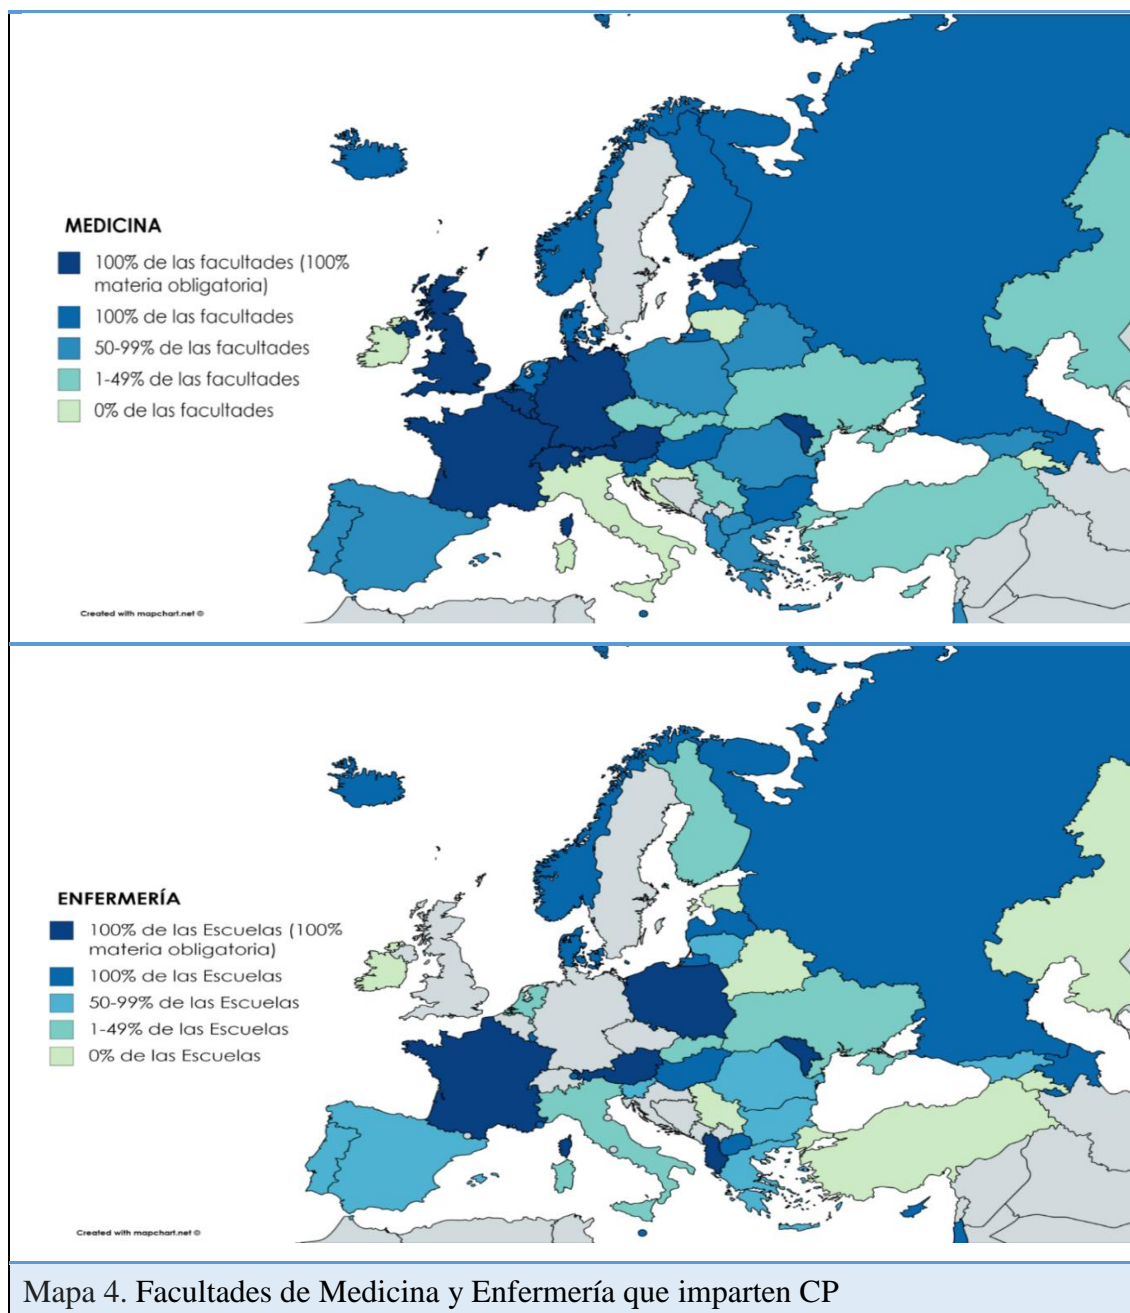 MEDICINA
100% de las facultades (100%
materia obligatoria)
100% de las facultades
50-99% de las facultades
1-49% de las facultades
0% de las facultades
Created with mapchart.net ©
ENFERMERÍA
100% de las Escuelas (100%
materia obligatoria)
100% de las Escuelas
50-99% de las Escuelas
1-49% de las Escuelas
0% de las Escuelas
Created with mapchart.net ©
Mapa 4. Facultades de Medicina y Enfermería que imparten CP